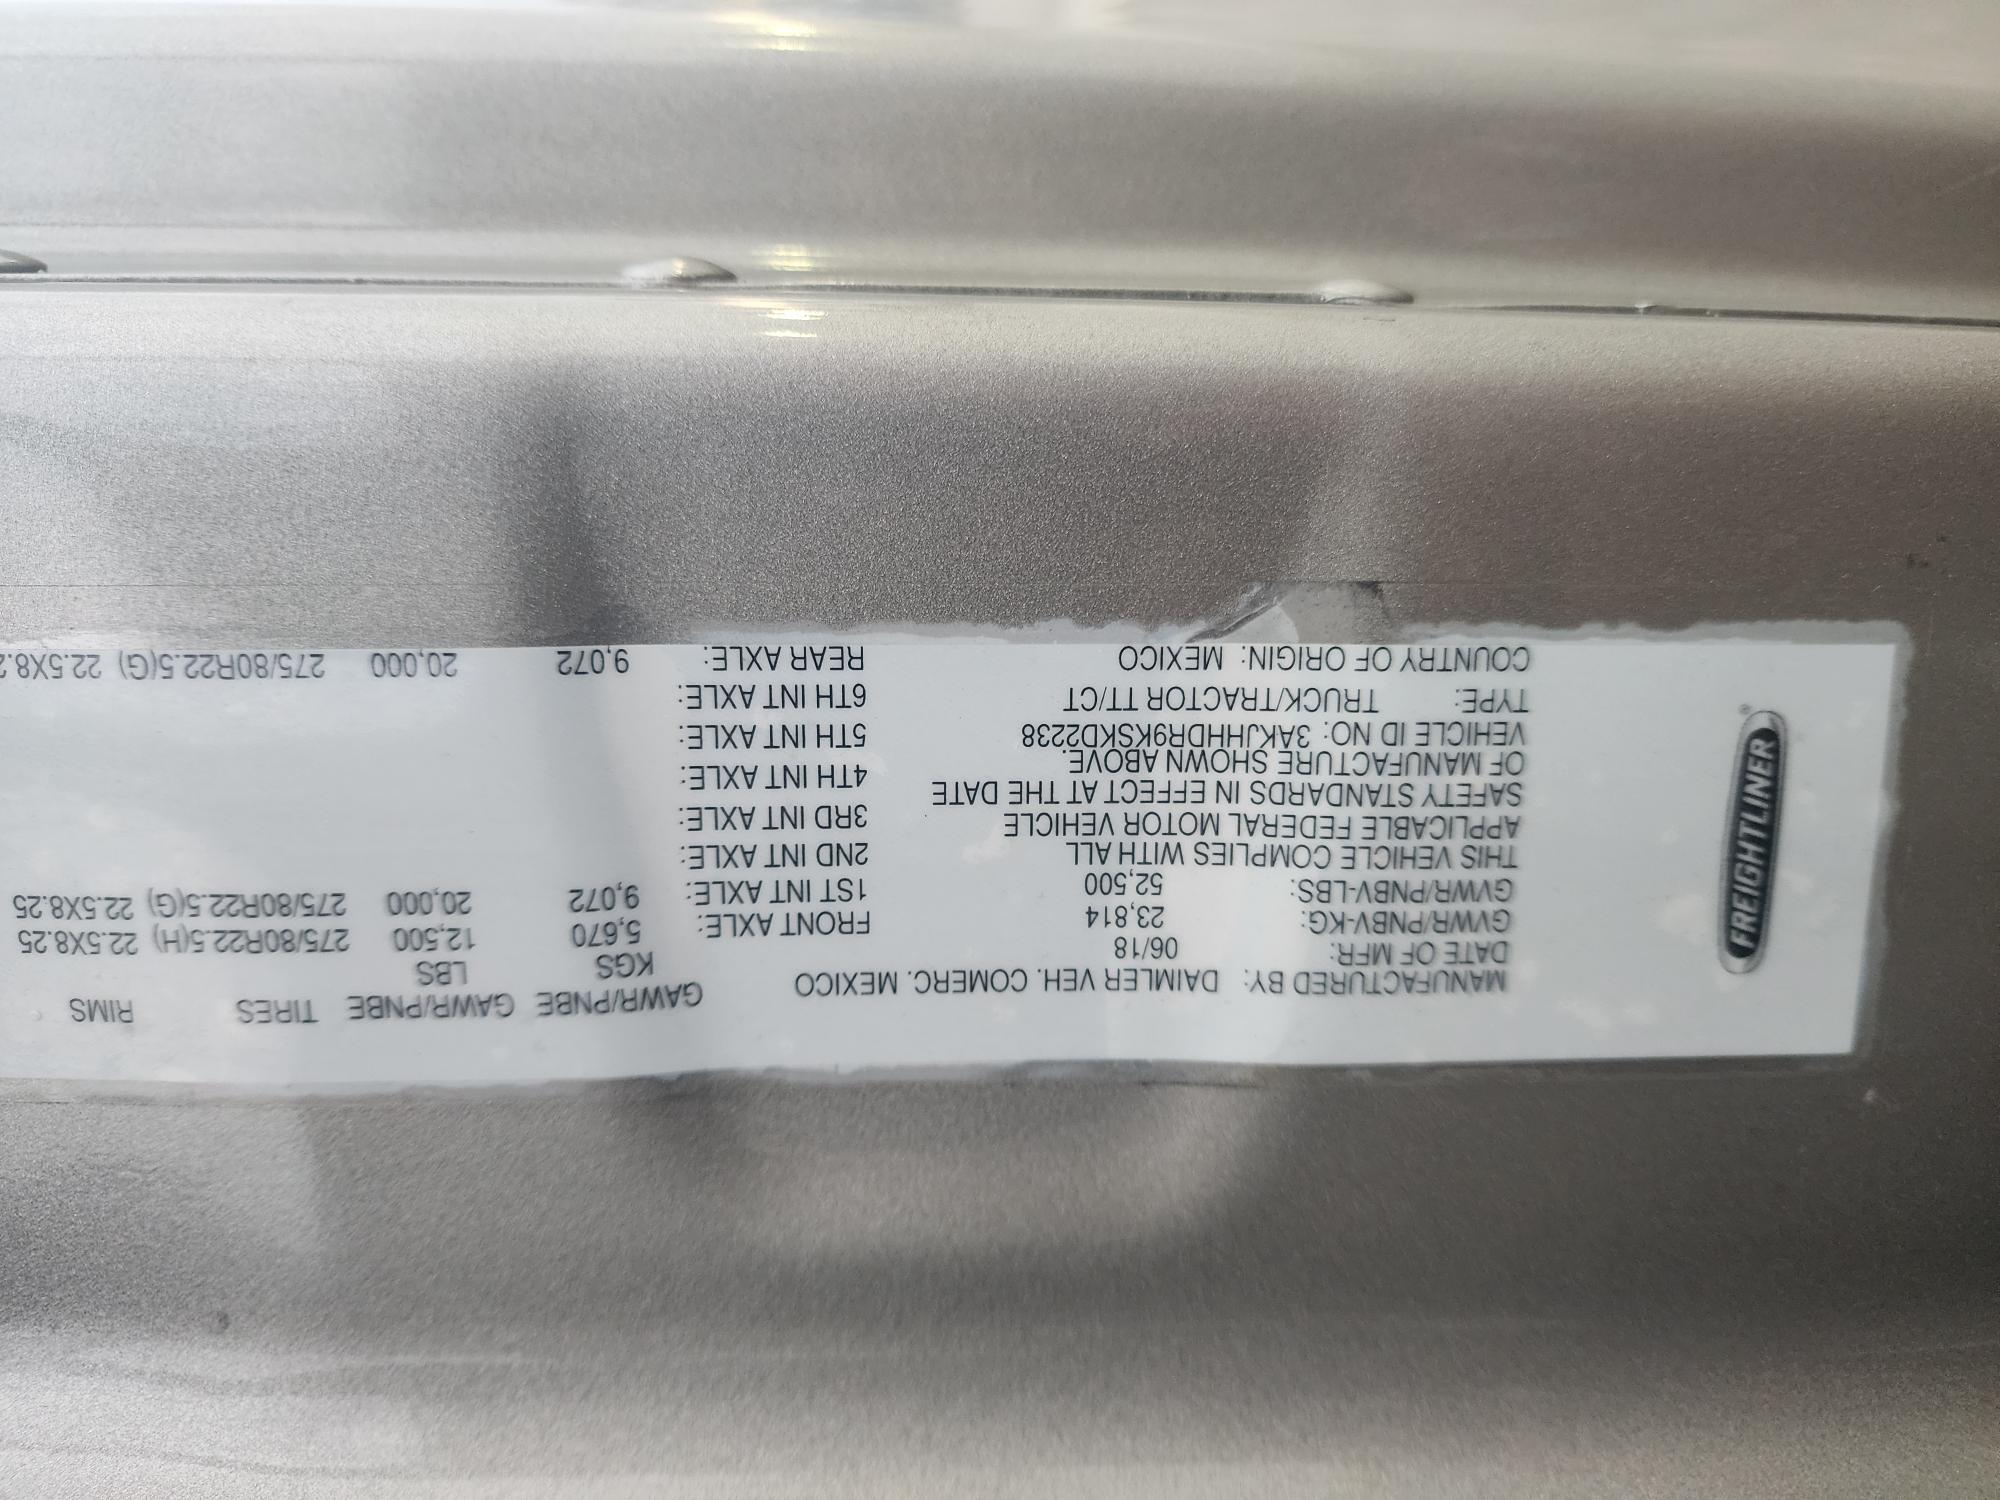 FREIGHTLINER
MANUFACTURED BY: DAIMLER VEH. COMERC. MEXICO
DATE OF MFR: 06/18
GVWR/PNBV-KG: 23,814
GVWR/PNBV-LBS: 52,500
THIS VEHICLE COMPLIES WITH ALL
APPLICABLE FEDERAL MOTOR VEHICLE
SAFETY STANDARDS IN EFFECT AT THE DATE
OF MANUFACTURE SHOWN ABOVE.
VEHICLE ID NO: 3AKJHHDR9KSKD2238
TYPE: TRUCK/TRACTOR TT/CT
COUNTRY OF ORIGIN: MEXICO
GAWR/PNBE GAWR/PNBE TIRES RIMS
KGS LBS
FRONT AXLE: 5,670 12,500 275/80R22.5(H) 22.5X8.25
1ST INT AXLE: 9,072 20,000 275/80R22.5(G) 22.5X8.25
2ND INT AXLE:
3RD INT AXLE:
4TH INT AXLE:
5TH INT AXLE:
6TH INT AXLE:
REAR AXLE: 9,072 20,000 275/80R22.5(G) 22.5X8.2